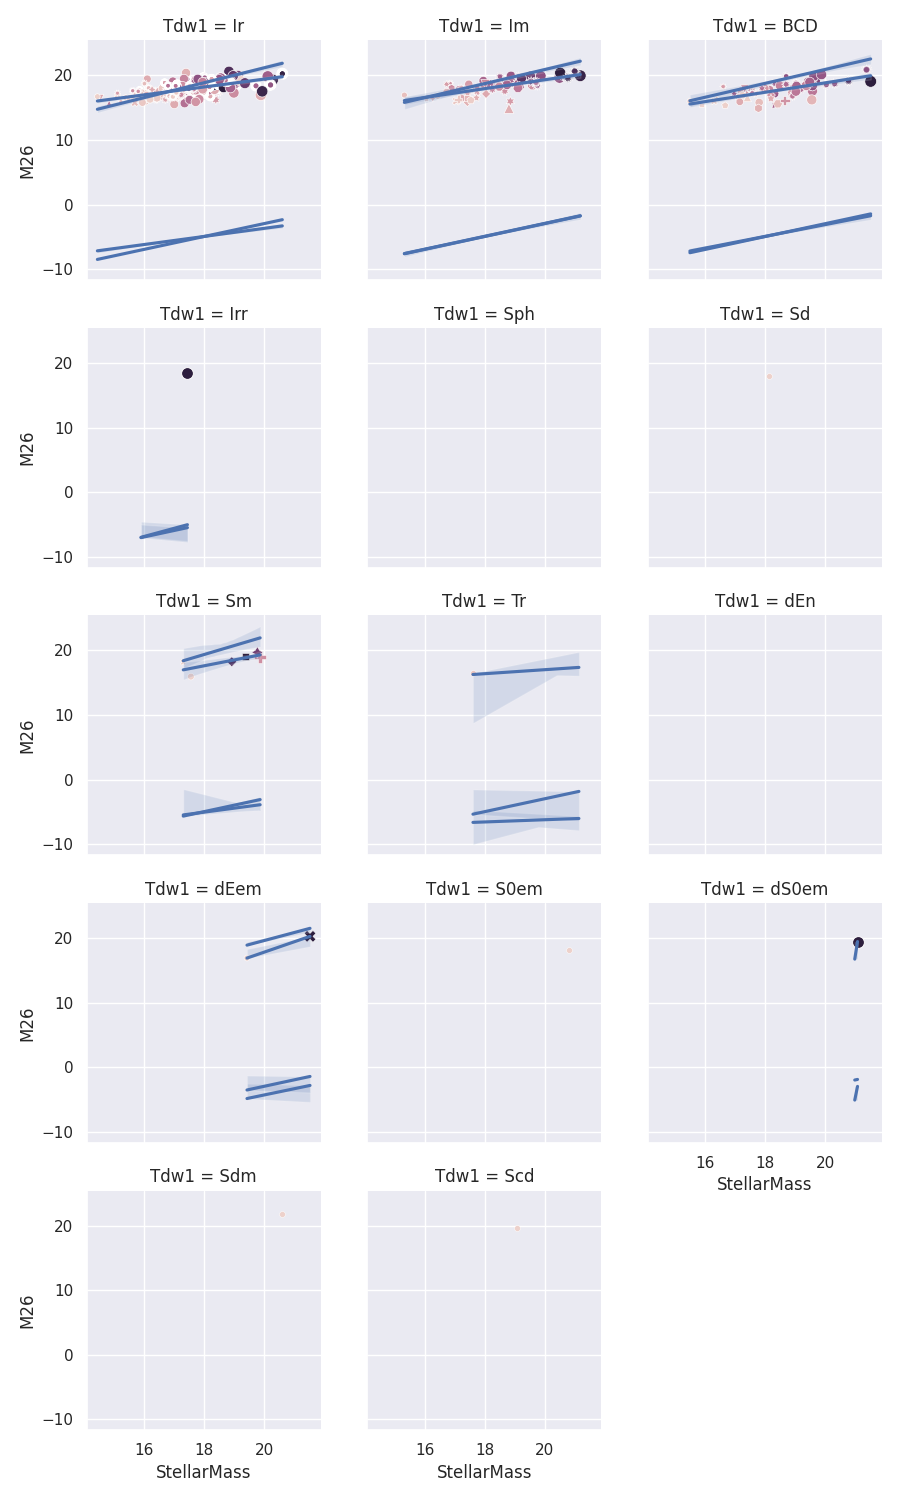 Tdw1 = Ir
Tdw1 = Im
Tdw1 = BCD
20
10
0
−10
M26
Tdw1 = Irr
Tdw1 = Sph
Tdw1 = Sd
20
10
0
−10
M26
Tdw1 = Sm
Tdw1 = Tr
Tdw1 = dEn
20
10
0
−10
M26
Tdw1 = dEem
Tdw1 = S0em
Tdw1 = dS0em
20
10
0
−10
M26
16 18 20
StellarMass
Tdw1 = Sdm
Tdw1 = Scd
20
10
0
−10
M26
16 18 20
StellarMass
16 18 20
StellarMass